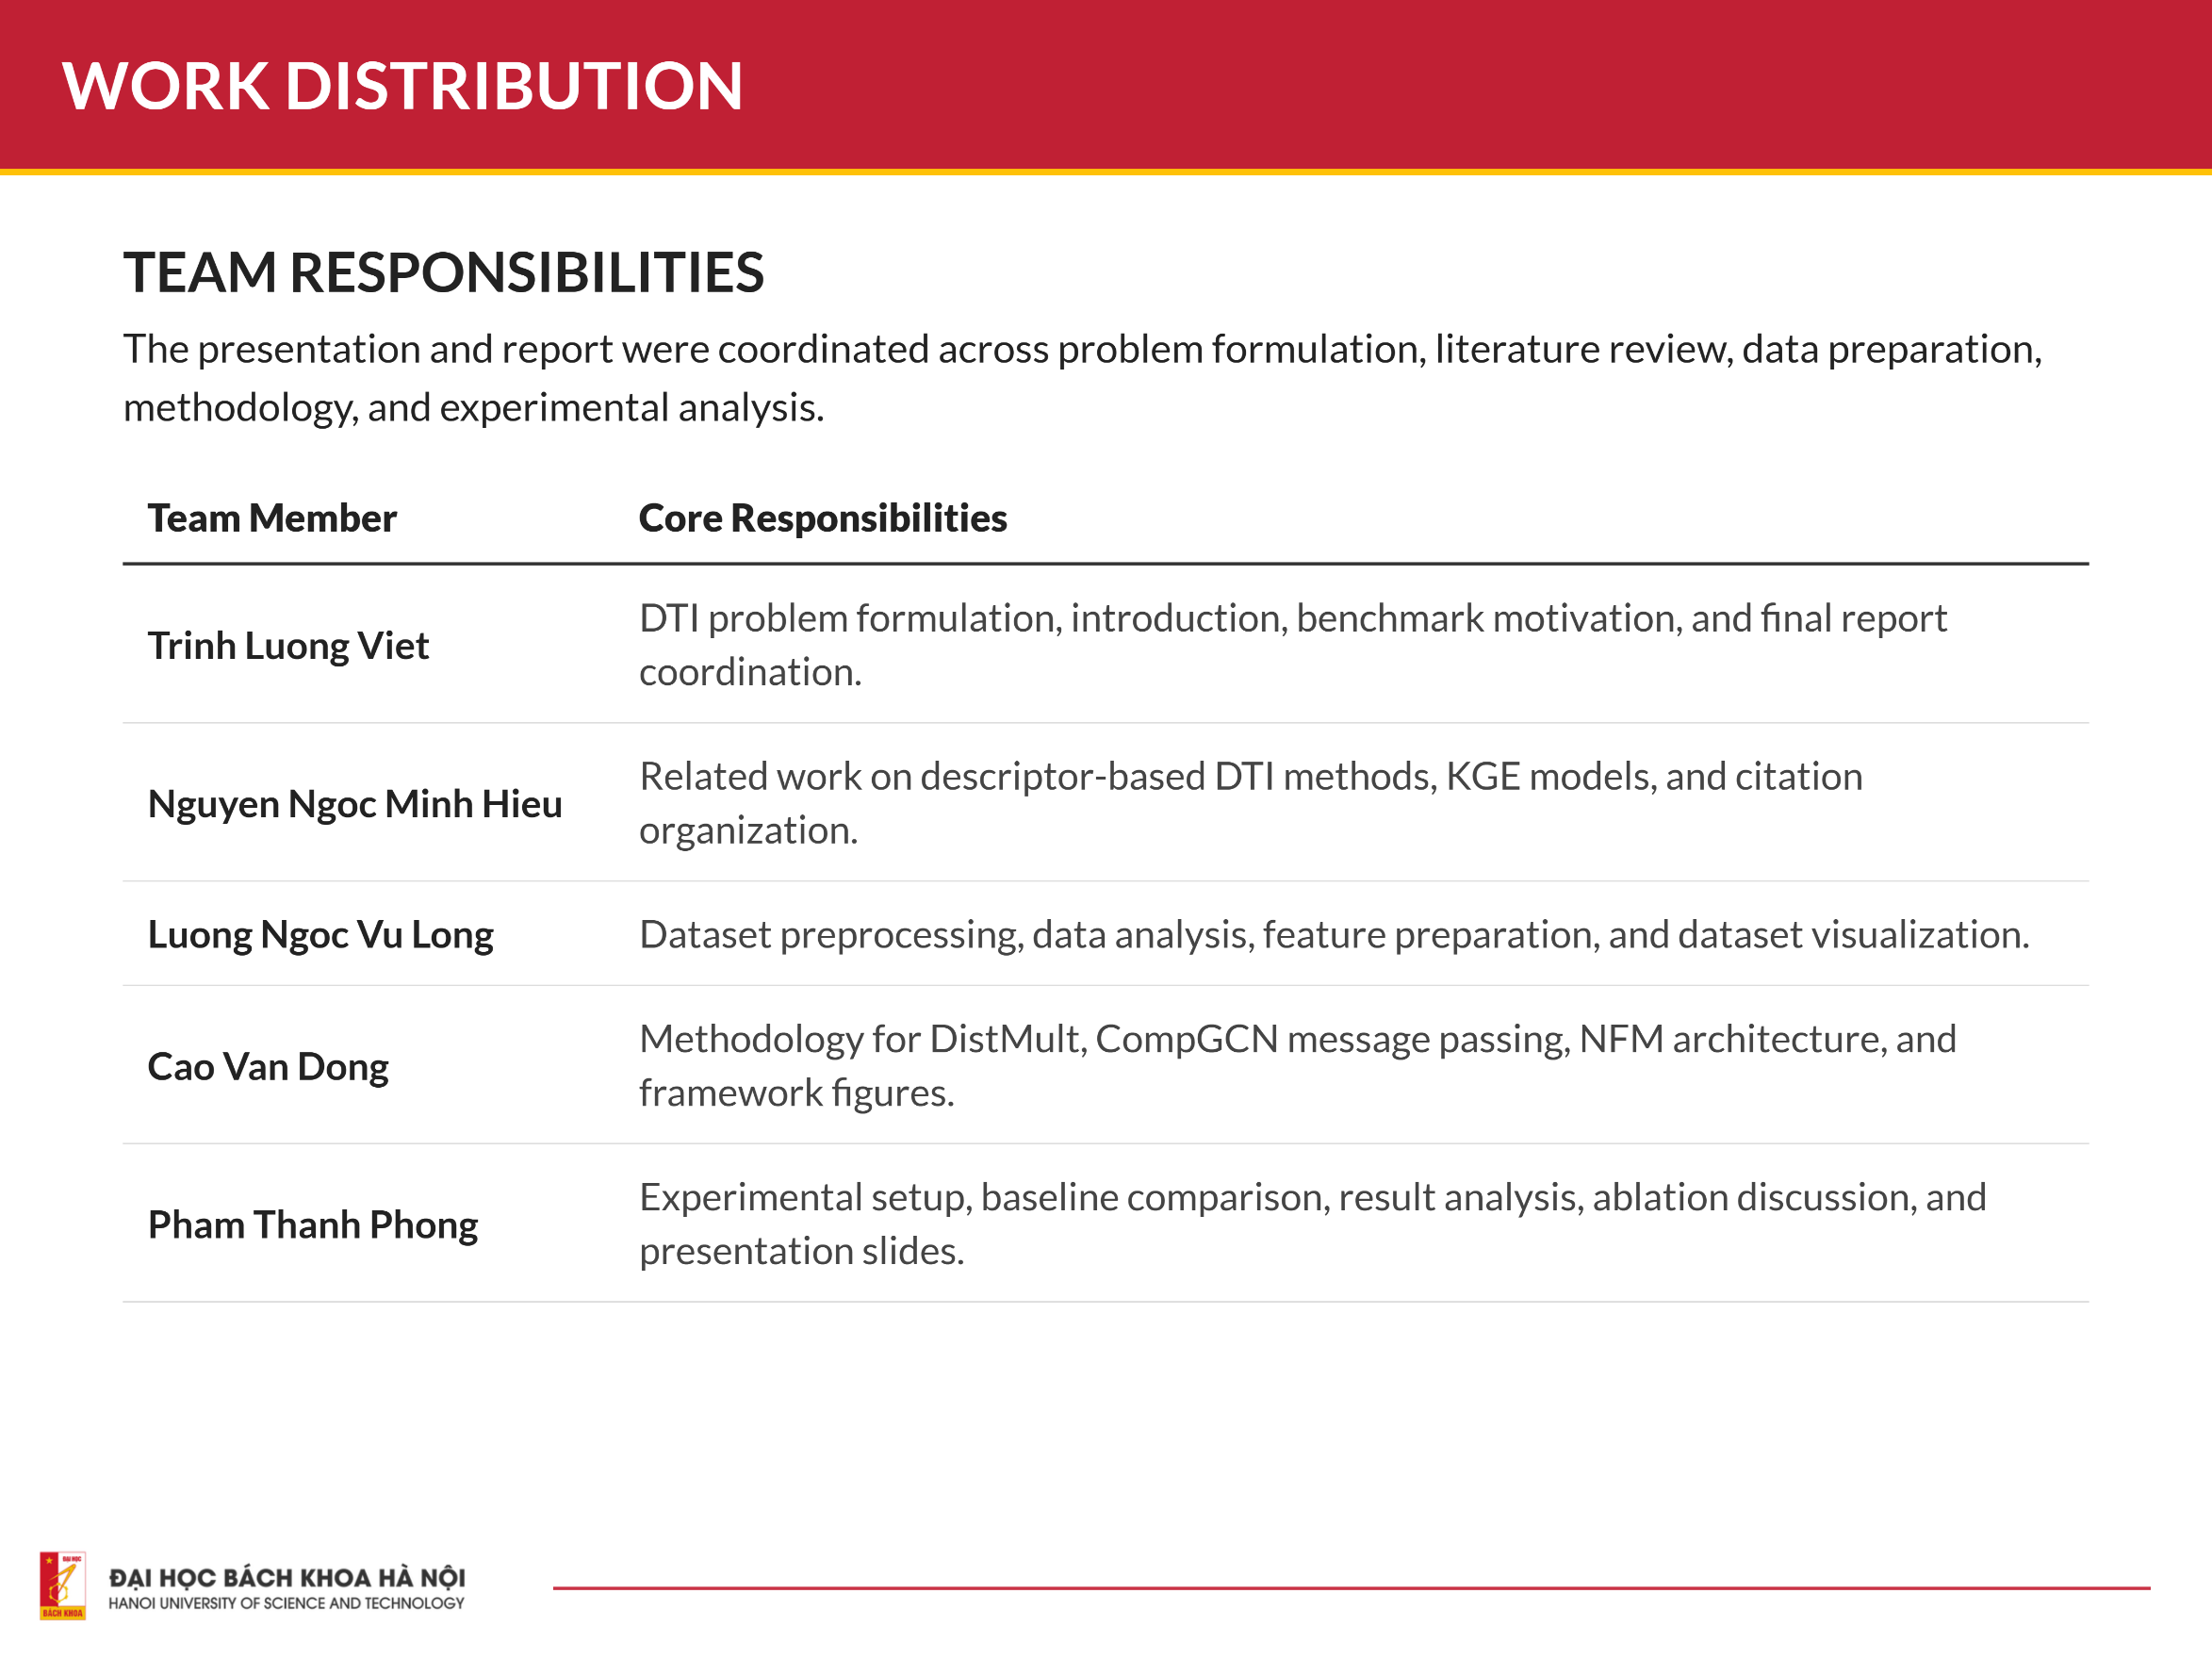 WORK DISTRIBUTION
TEAM RESPONSIBILITIES
The presentation and report were coordinated across problem formulation, literature review, data preparation,
methodology, and experimental analysis.
Team Member Core Responsibilities
Trinh Luong Viet
DTI problem formulation, introduction, benchmark motivation, and final report
coordination.
Nguyen Ngoc Minh Hieu
Related work on descriptor-based DTI methods, KGE models, and citation
organization.
Luong Ngoc Vu Long
Dataset preprocessing, data analysis, feature preparation, and dataset visualization.
Cao Van Dong
Methodology for DistMult, CompGCN message passing, NFM architecture, and
framework figures.
Pham Thanh Phong
Experimental setup, baseline comparison, result analysis, ablation discussion, and
presentation slides.
ĐẠI HỌC
BÁCH KHOA
ĐẠI HỌC BÁCH KHOA HÀ NỘI
HANOI UNIVERSITY OF SCIENCE AND TECHNOLOGY